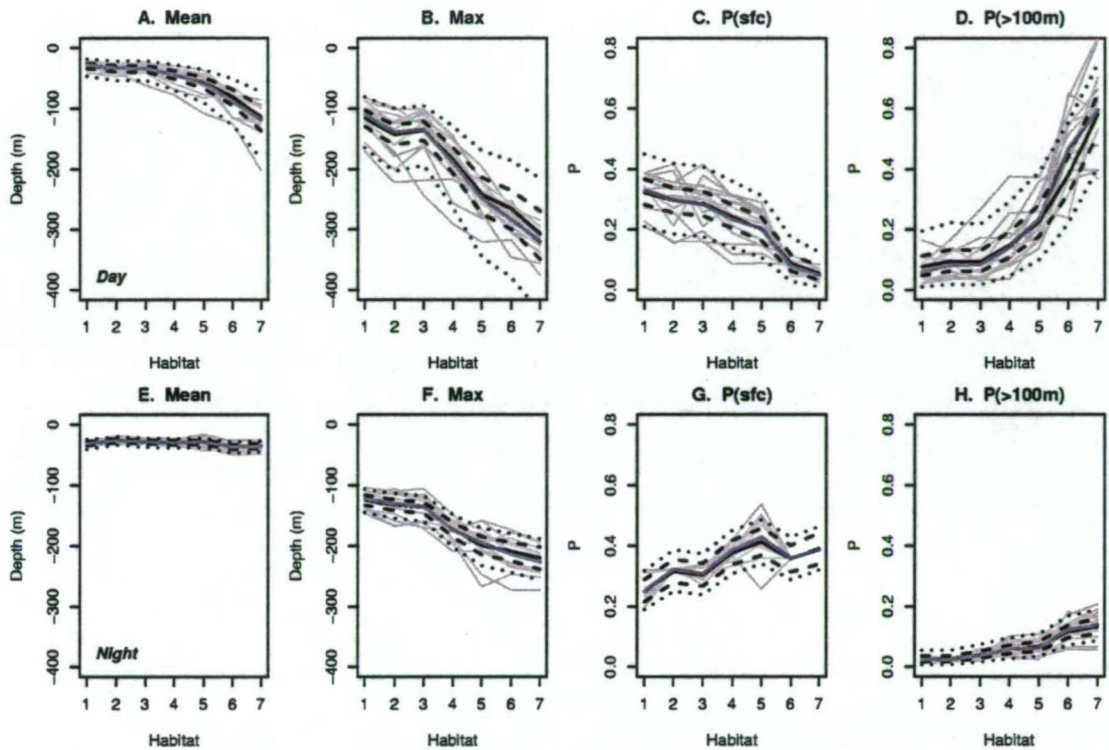 A. Mean
B. Max
C. P(sfc)
D. P(>100m)
Depth (m)
0
−100
−200
−300
−400
Day
1 2 3 4 5 6 7
Habitat
Depth (m)
0
−100
−200
−300
−400
1 2 3 4 5 6 7
Habitat
P
0.8
0.6
0.4
0.2
0.0
1 2 3 4 5 6 7
Habitat
P
0.8
0.6
0.4
0.2
0.0
1 2 3 4 5 6 7
Habitat
E. Mean
F. Max
G. P(sfc)
H. P(>100m)
Depth (m)
0
−100
−200
−300
−400
Night
1 2 3 4 5 6 7
Habitat
Depth (m)
0
−100
−200
−300
−400
1 2 3 4 5 6 7
Habitat
P
0.8
0.6
0.4
0.2
0.0
1 2 3 4 5 6 7
Habitat
P
0.8
0.6
0.4
0.2
0.0
1 2 3 4 5 6 7
Habitat